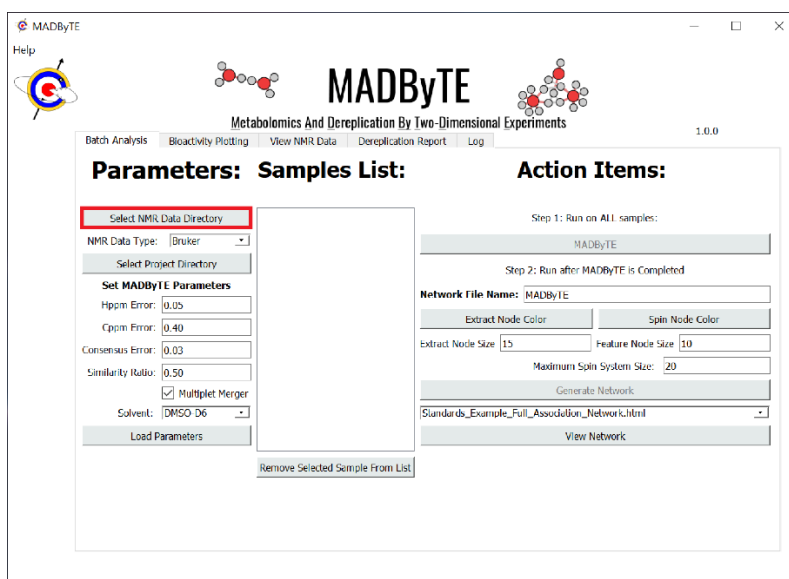 MADByTE
Help
MADByTE
Metabolomics And Dereplication By Two-Dimensional Experiments
1.0.0
Batch Analysis Bioactivity Plotting View NMR Data Dereplication Report Log
Parameters: Samples List: Action Items:
Select NMR Data Directory
Step 1: Run on ALL samples:
NMR Data Type: Bruker
MADByTE
Select Project Directory
Step 2: Run after MADByTE is Completed
Set MADByTE Parameters
Network File Name: MADByTE
Hppm Error: 0.05
Extract Node Color Spin Node Color
Cppm Error: 0.40
Extract Node Size 15 Feature Node Size 10
Consensus Error: 0.03
Maximum Spin System Size: 20
Similarity Ratio: 0.50
Multiplet Merger
Generate Network
Solvent: DMSO-D6
Standards_Example_Full_Association_Network.html
Load Parameters
View Network
Remove Selected Sample From List